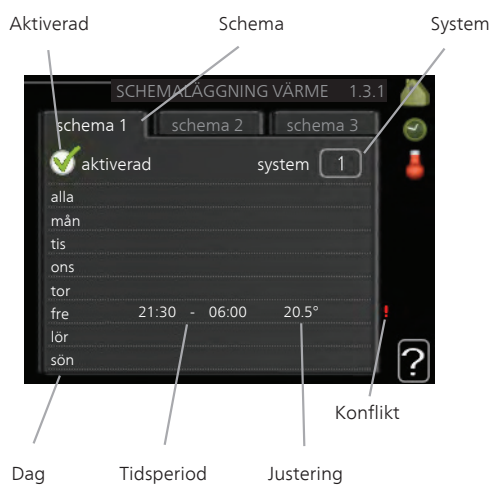 Aktiverad Schema System
SCHEMALÄGGNING VÄRME 1.3.1
schema 1 schema 2 schema 3
aktiverad system 1
alla
mån
tis
ons
tor
fre 21:30 - 06:00 20.5° !
lör
sön
?
Konflikt
Dag Tidsperiod Justering